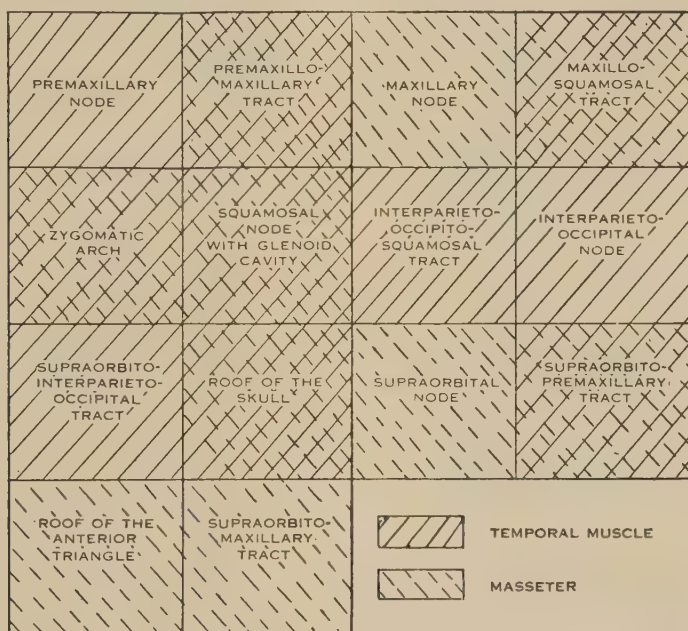 PREMAXILLARY
NODE
PREMAXILLO-
MAXILLARY
TRACT
MAXILLARY
NODE
MAXILLO-
SQUAMOSAL
TRACT
ZYGOMATIC
ARCH
SQUAMOSAL
NODE
WITH GLENOID
CAVITY
INTERPARIETO-
OCCIPITO-
SQUAMOSAL
TRACT
INTERPARIETO-
OCCIPITAL
NODE
SUPRAORBITO-
INTERPARIETO-
OCCIPITAL
TRACT
ROOF OF THE
SKULL
SUPRAORBITAL
NODE
SUPRAORBITO-
PREMAXILLARY
TRACT
ROOF OF THE
ANTERIOR
TRIANGLE
SUPRAORBITO-
MAXILLARY
TRACT
TEMPORAL MUSCLE
MASSETER